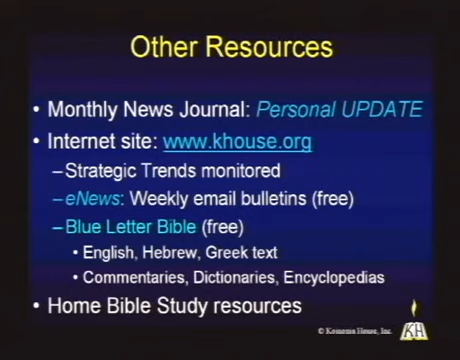 Other Resources
• Monthly News Journal: Personal UPDATE
• Internet site: www.khouse.org
–Strategic Trends monitored
–eNews: Weekly email bulletins (free)
–Blue Letter Bible (free)
• English, Hebrew, Greek text
• Commentaries, Dictionaries, Encyclopedias
• Home Bible Study resources
© Koinonia House, Inc.
KH